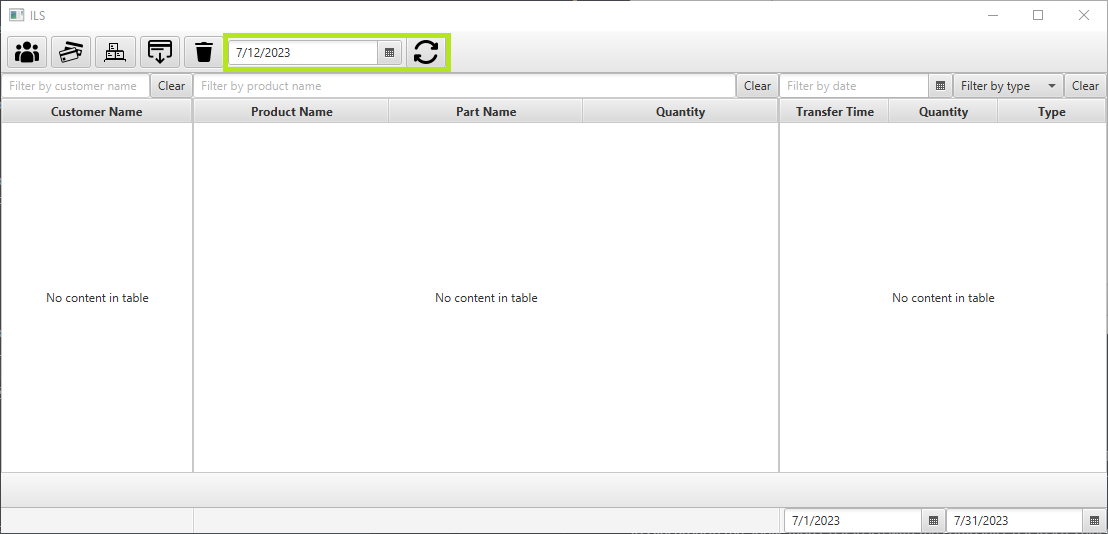 ILS
7/12/2023
Filter by customer name Clear Filter by product name Clear Filter by date Filter by type Clear
Customer Name Product Name Part Name Quantity Transfer Time Quantity Type
No content in table No content in table No content in table
7/1/2023 7/31/2023